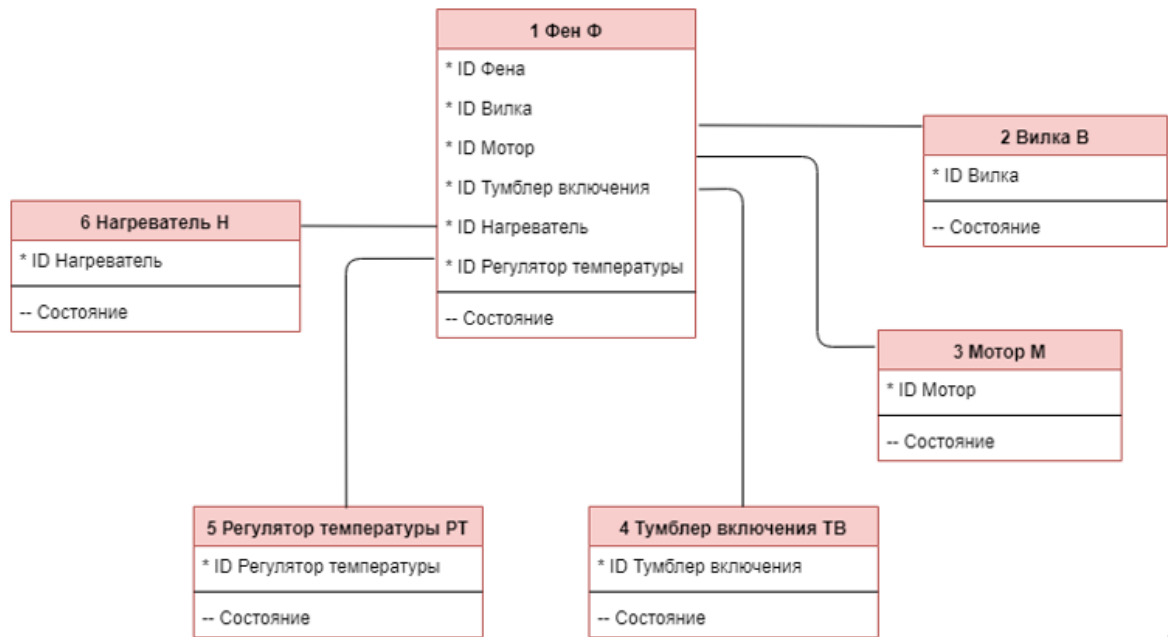 1 Фен Ф
* ID Фена
* ID Вилка
* ID Мотор
* ID Тумблер включения
* ID Нагреватель
* ID Регулятор температуры
-- Состояние
2 Вилка В
* ID Вилка
-- Состояние
6 Нагреватель Н
* ID Нагреватель
-- Состояние
3 Мотор М
* ID Мотор
-- Состояние
5 Регулятор температуры РТ
* ID Регулятор температуры
-- Состояние
4 Тумблер включения ТВ
* ID Тумблер включения
-- Состояние